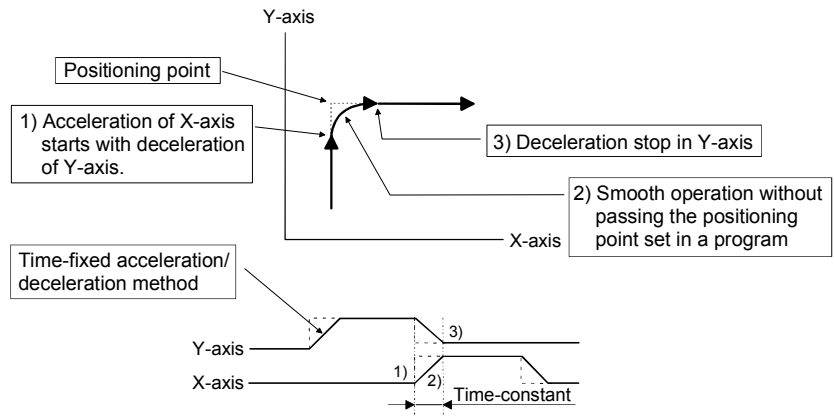 Y-axis
Positioning point
1) Acceleration of X-axis
starts with deceleration
of Y-axis.
3) Deceleration stop in Y-axis
2) Smooth operation without
passing the positioning
point set in a program
X-axis
Time-fixed acceleration/
deceleration method
3)
Y-axis
1)
2)
X-axis
Time-constant